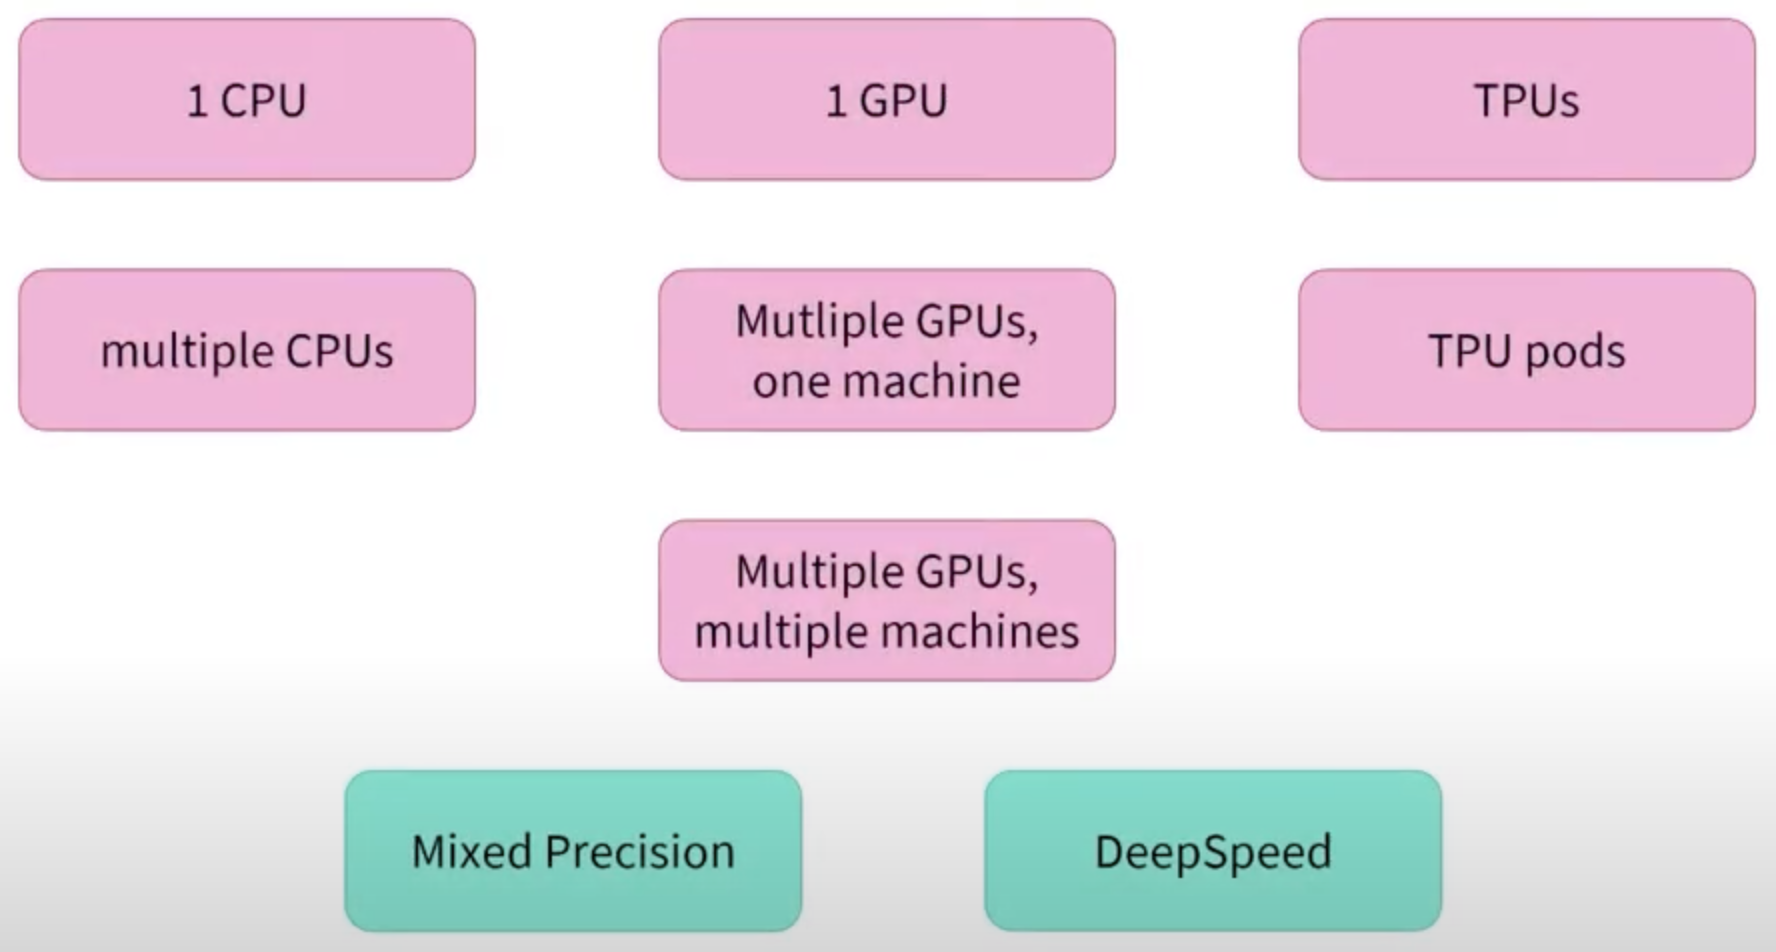 1 CPU
1 GPU
TPUs
multiple CPUs
Mutliple GPUs,
one machine
TPU pods
Multiple GPUs,
multiple machines
Mixed Precision
DeepSpeed